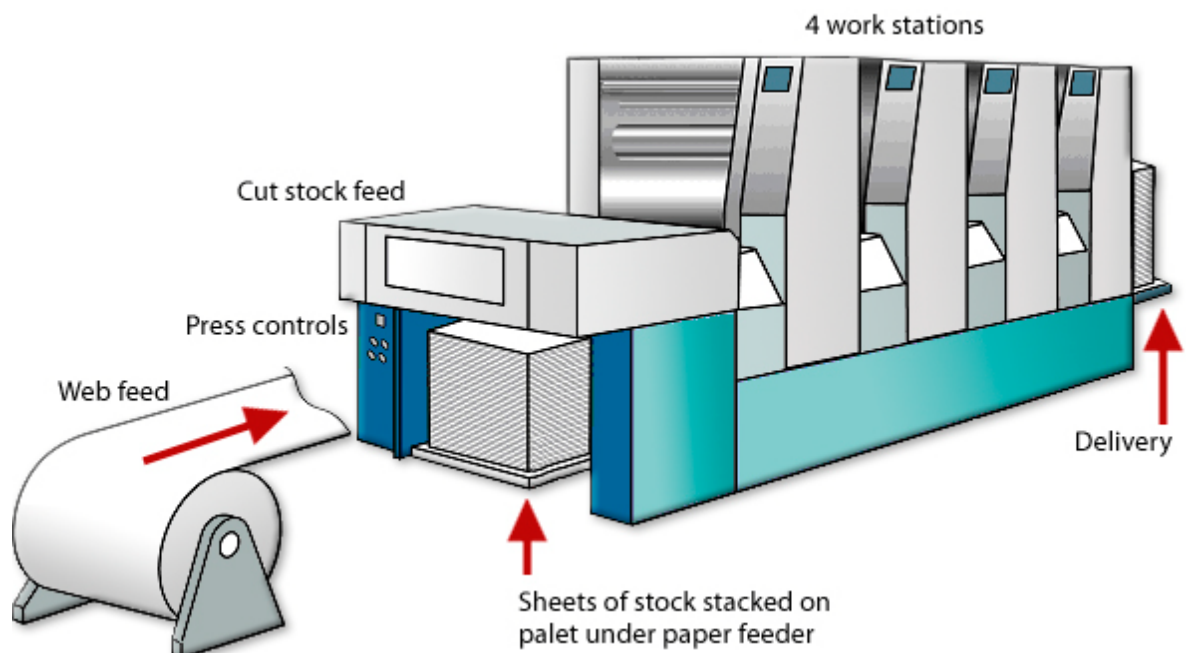 4 work stations
Cut stock feed
Press controls
Web feed
Delivery
Sheets of stock stacked on
palet under paper feeder